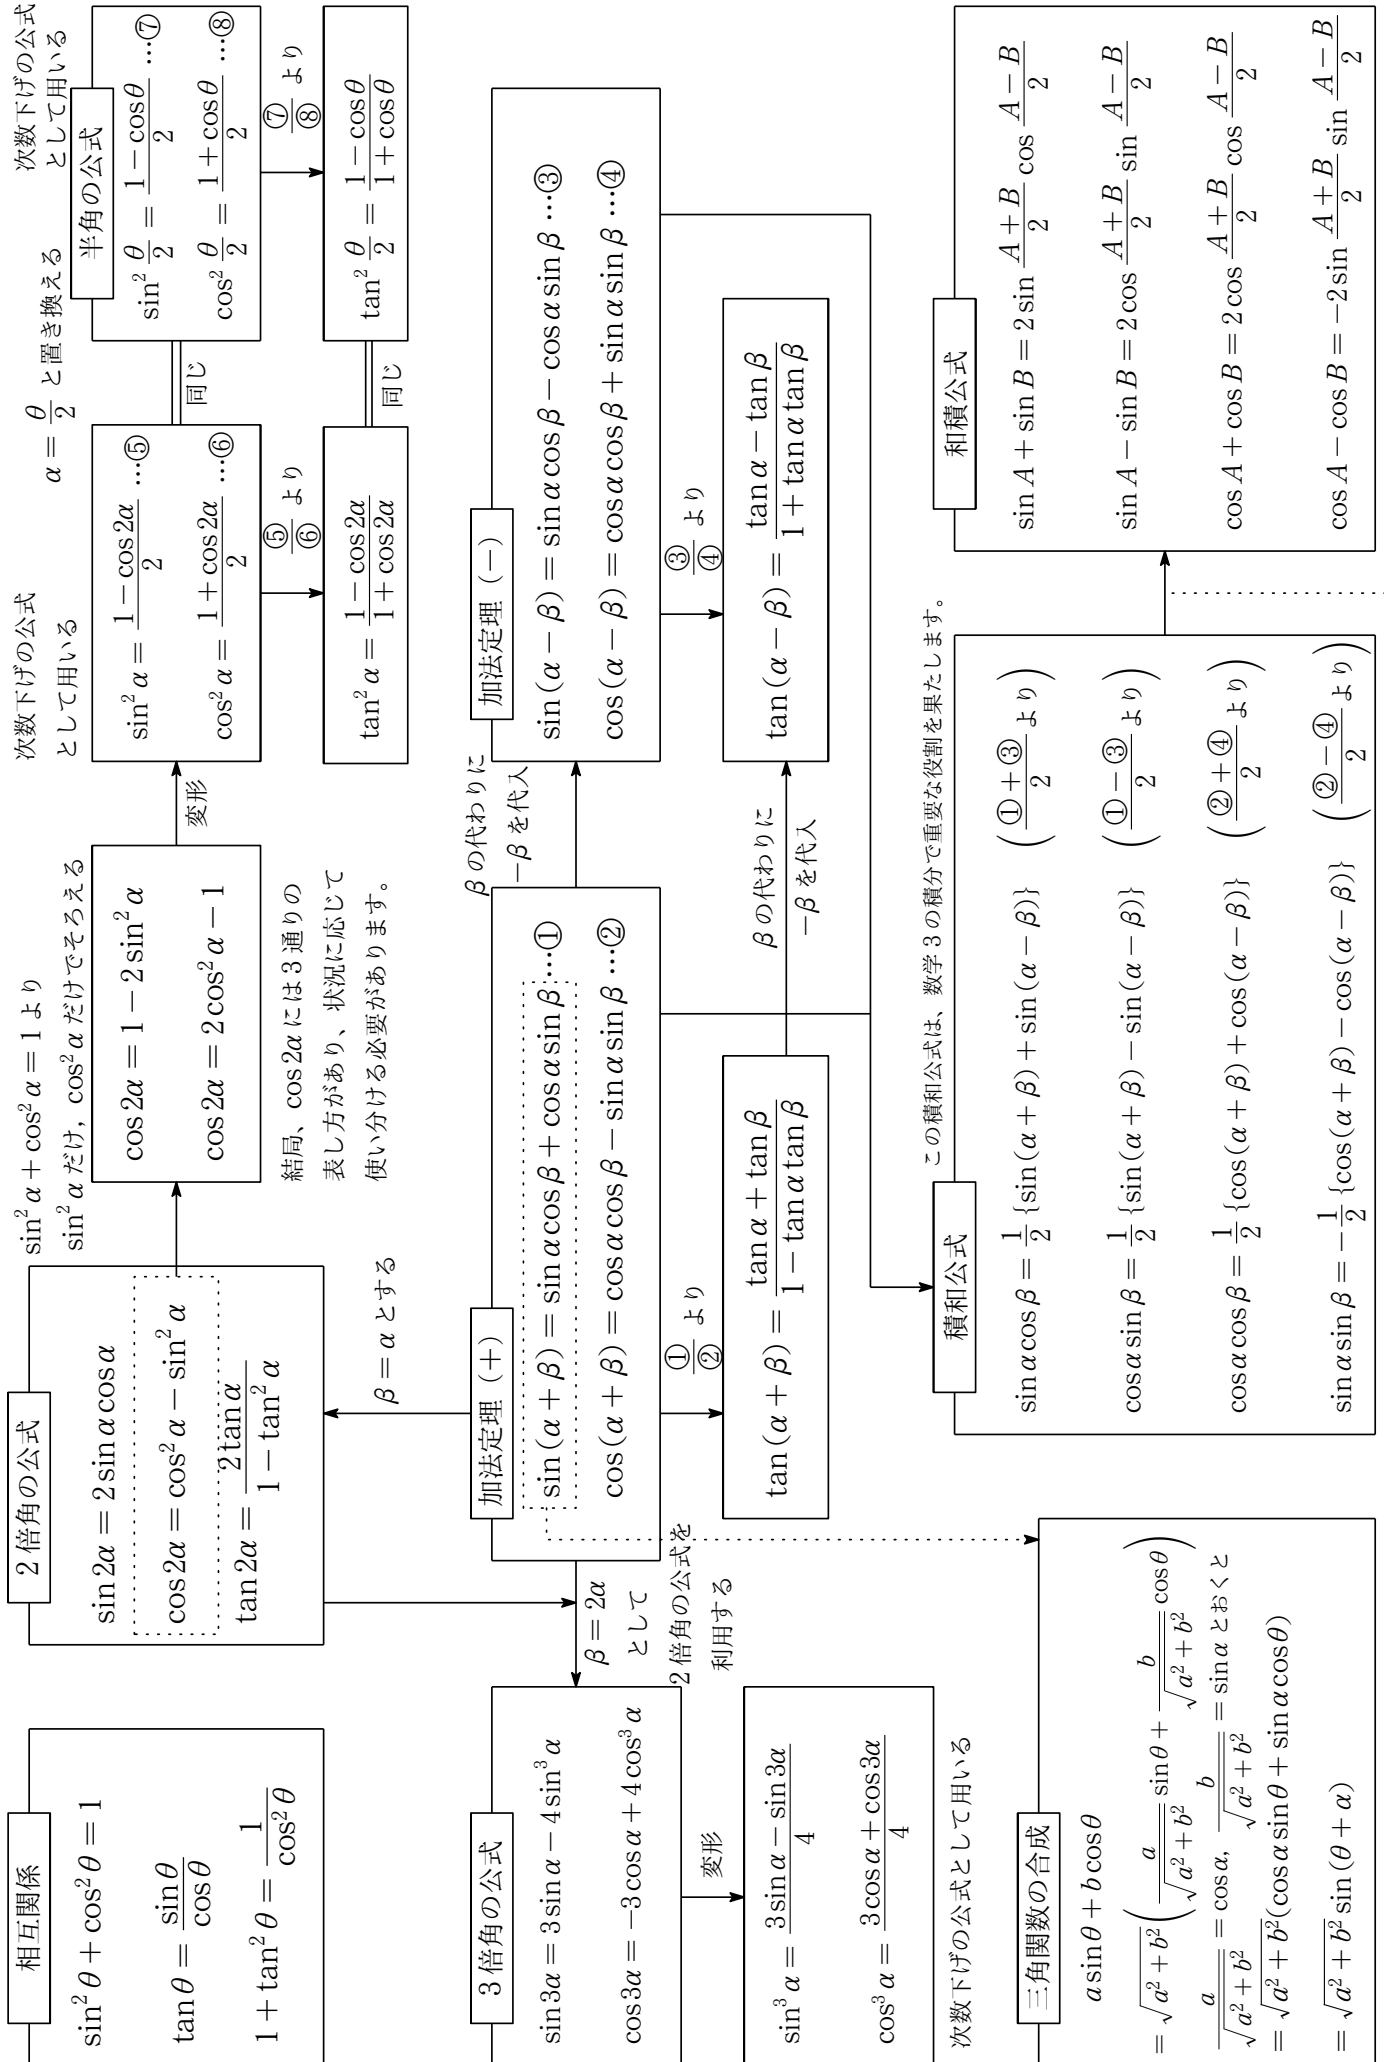 相互関係
sin²θ + cos²θ = 1
tanθ = sinθ/cosθ
1 + tan²θ = 1/cos²θ
2倍角の公式
sin2α = 2sinαcosα
cos2α = cos²α − sin²α
tan2α = 2tanα/(1 − tan²α)
sin²α + cos²α = 1 より
sin²α だけ, cos²α だけでそろえる
cos2α = 1 − 2sin²α
cos2α = 2cos²α − 1
結局、cos2α には3通りの
表し方があり、状況に応じて
使い分ける必要があります。
変形
次数下げの公式
として用いる
sin²α = (1 − cos2α)/2 …⑤
cos²α = (1 + cos2α)/2 …⑥
⑤/⑥ より
tan²α = (1 − cos2α)/(1 + cos2α)
α = θ/2 と置き換える
同じ
同じ
次数下げの公式
として用いる
半角の公式
sin² θ/2 = (1 − cosθ)/2 …⑦
cos² θ/2 = (1 + cosθ)/2 …⑧
⑦/⑧ より
tan² θ/2 = (1 − cosθ)/(1 + cosθ)
β = α とする
3倍角の公式
sin3α = 3sinα − 4sin³α
cos3α = −3cosα + 4cos³α
変形
sin³α = (3sinα − sin3α)/4
cos³α = (3cosα + cos3α)/4
次数下げの公式として用いる
β = 2α
として
2倍角の公式を
利用する
加法定理 (+)
sin(α + β) = sinαcosβ + cosαsinβ …①
cos(α + β) = cosαcosβ − sinαsinβ …②
①/② より
tan(α + β) = (tanα + tanβ)/(1 − tanαtanβ)
βの代わりに
−βを代入
βの代わりに
−βを代入
加法定理 (−)
sin(α − β) = sinαcosβ − cosαsinβ …③
cos(α − β) = cosαcosβ + sinαsinβ …④
③/④ より
tan(α − β) = (tanα − tanβ)/(1 + tanαtanβ)
三角関数の合成
asinθ + bcosθ
= √(a² + b²) ( a/√(a² + b²) sinθ + b/√(a² + b²) cosθ )
a/√(a² + b²) = cosα, b/√(a² + b²) = sinα とおくと
= √(a² + b²)(cosαsinθ + sinαcosθ)
= √(a² + b²) sin(θ + α)
積和公式
この積和公式は、数学3の積分で重要な役割を果たします。
sinαcosβ = 1/2 {sin(α + β) + sin(α − β)} ( (① + ③)/2 より )
cosαsinβ = 1/2 {sin(α + β) − sin(α − β)} ( (① − ③)/2 より )
cosαcosβ = 1/2 {cos(α + β) + cos(α − β)} ( (② + ④)/2 より )
sinαsinβ = −1/2 {cos(α + β) − cos(α − β)} ( (② − ④)/2 より )
和積公式
sinA + sinB = 2sin (A + B)/2 cos (A − B)/2
sinA − sinB = 2cos (A + B)/2 sin (A − B)/2
cosA + cosB = 2cos (A + B)/2 cos (A − B)/2
cosA − cosB = −2sin (A + B)/2 sin (A − B)/2